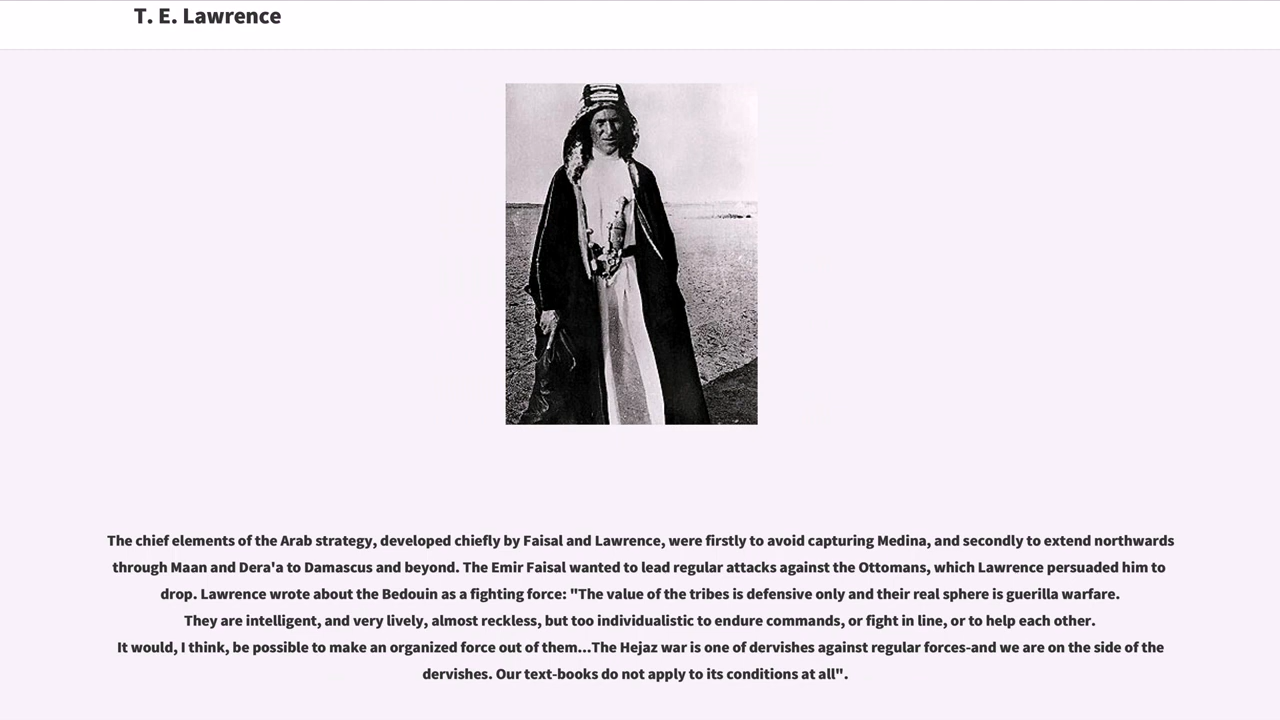 T. E. Lawrence
The chief elements of the Arab strategy, developed chiefly by Faisal and Lawrence, were firstly to avoid capturing Medina, and secondly to extend northwards
through Maan and Dera'a to Damascus and beyond. The Emir Faisal wanted to lead regular attacks against the Ottomans, which Lawrence persuaded him to
drop. Lawrence wrote about the Bedouin as a fighting force: "The value of the tribes is defensive only and their real sphere is guerilla warfare.
They are intelligent, and very lively, almost reckless, but too individualistic to endure commands, or fight in line, or to help each other.
It would, I think, be possible to make an organized force out of them...The Hejaz war is one of dervishes against regular forces-and we are on the side of the
dervishes. Our text-books do not apply to its conditions at all".